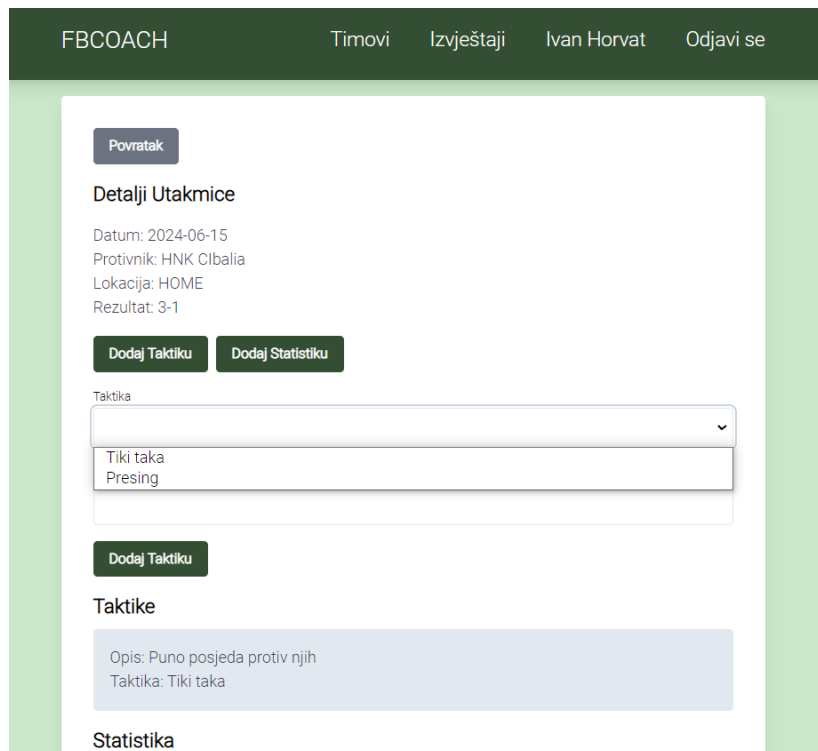 FBCOACH Timovi Izvještaji Ivan Horvat Odjavi se
Povratak
Detalji Utakmice
Datum: 2024-06-15
Protivnik: HNK CIbalia
Lokacija: HOME
Rezultat: 3-1
Dodaj Taktiku Dodaj Statistiku
Taktika
Tiki taka
Presing
Dodaj Taktiku
Taktike
Opis: Puno posjeda protiv njih
Taktika: Tiki taka
Statistika